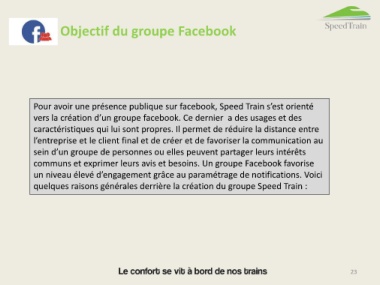 Objectif du groupe Facebook
SpeedTrain
Pour avoir une présence publique sur facebook, Speed Train s'est orienté
vers la création d'un groupe facebook. Ce dernier a des usages et des
caractéristiques qui lui sont propres. Il permet de réduire la distance entre
l'entreprise et le client final et de créer et de favoriser la communication au
sein d'un groupe de personnes ou elles peuvent partager leurs intérêts
communs et exprimer leurs avis et besoins. Un groupe Facebook favorise
un niveau élevé d'engagement grâce au paramétrage de notifications. Voici
quelques raisons générales derrière la création du groupe Speed Train :
Le confort se vit à bord de nos trains
23